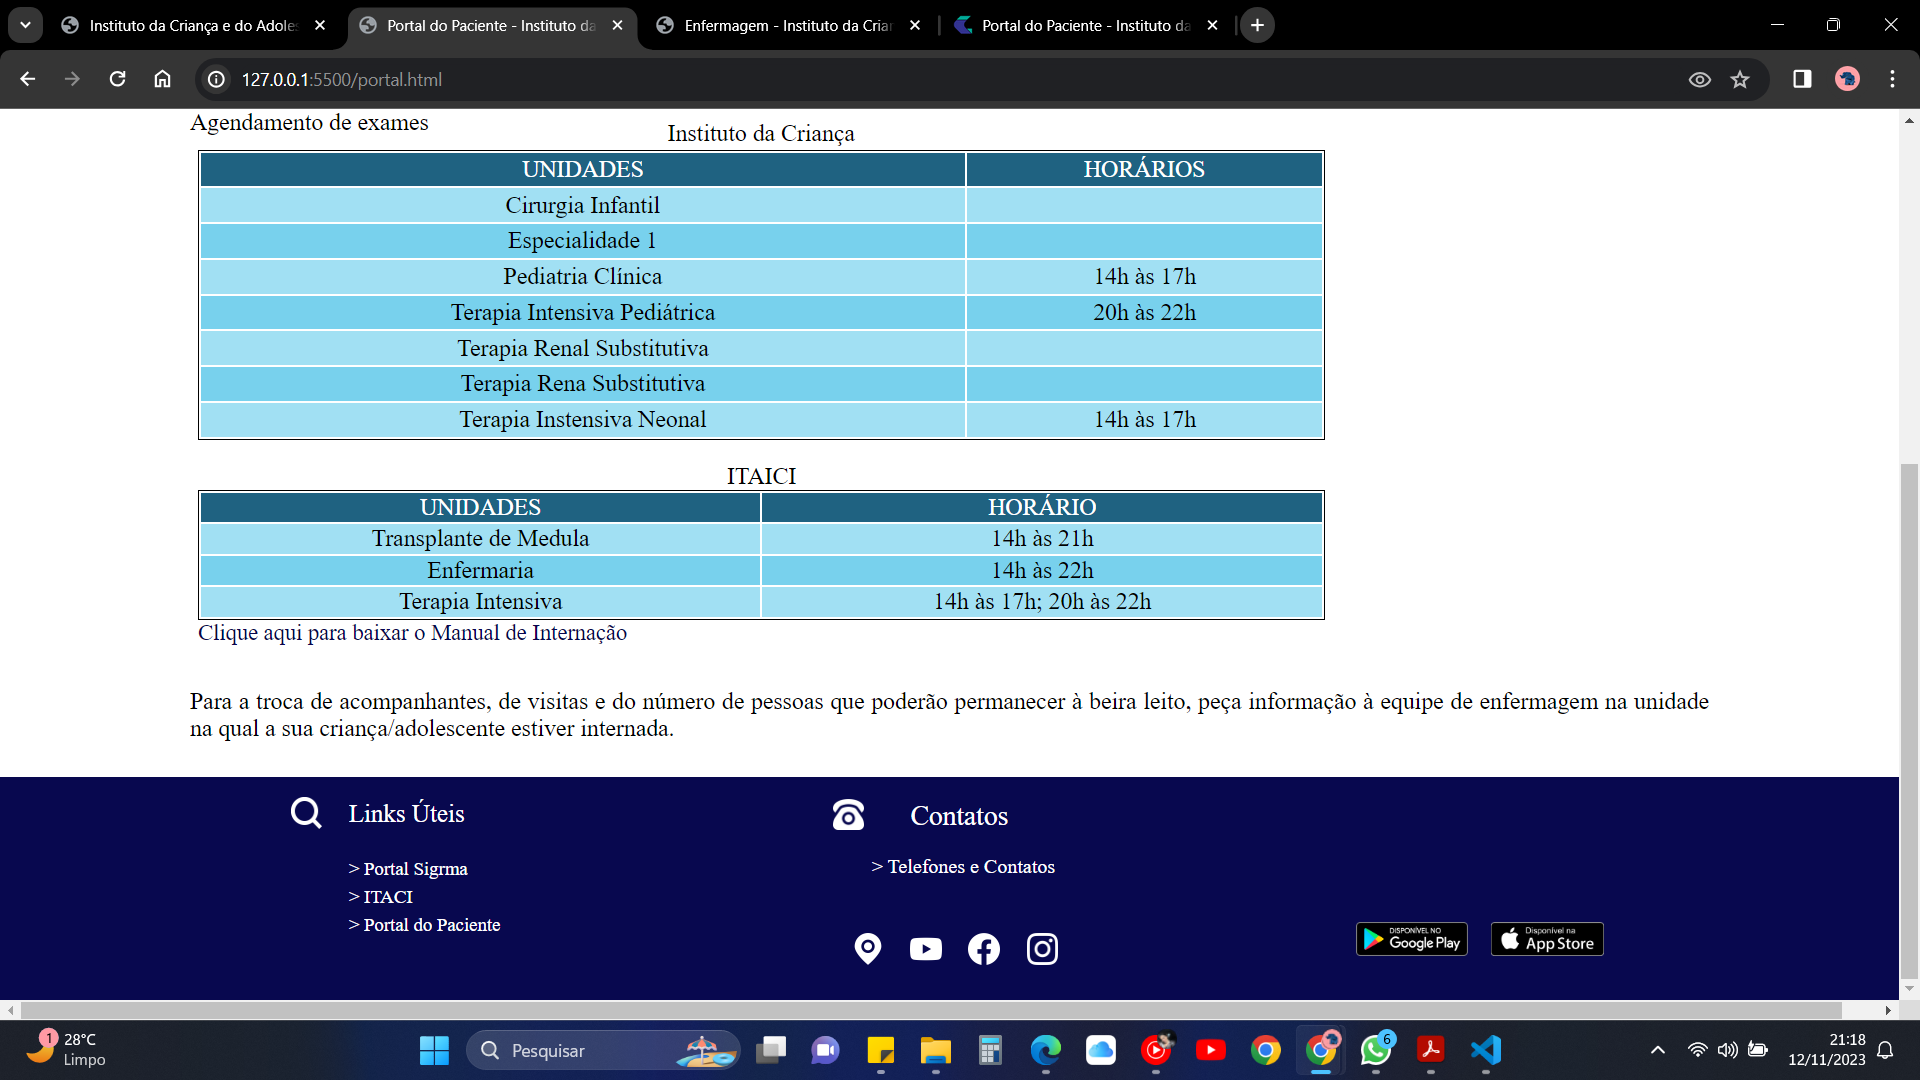 Instituto da Criança e do Adoles
Portal do Paciente - Instituto da
Enfermagem - Instituto da Crian
Portal do Paciente - Instituto da
127.0.0.1:5500/portal.html
Agendamento de exames
Instituto da Criança
UNIDADES HORÁRIOS
Cirurgia Infantil
Especialidade 1
Pediatria Clínica 14h às 17h
Terapia Intensiva Pediátrica 20h às 22h
Terapia Renal Substitutiva
Terapia Rena Substitutiva
Terapia Instensiva Neonal 14h às 17h
ITAICI
UNIDADES HORÁRIO
Transplante de Medula 14h às 21h
Enfermaria 14h às 22h
Terapia Intensiva 14h às 17h; 20h às 22h
Clique aqui para baixar o Manual de Internação
Para a troca de acompanhantes, de visitas e do número de pessoas que poderão permanecer à beira leito, peça informação à equipe de enfermagem na unidade
na qual a sua criança/adolescente estiver internada.
Links Úteis
> Portal Sigrma
> ITACI
> Portal do Paciente
Contatos
> Telefones e Contatos
DISPONÍVEL NO
Google Play
Disponível na
App Store
1
28°C
Limpo
Pesquisar
6
21:18
12/11/2023